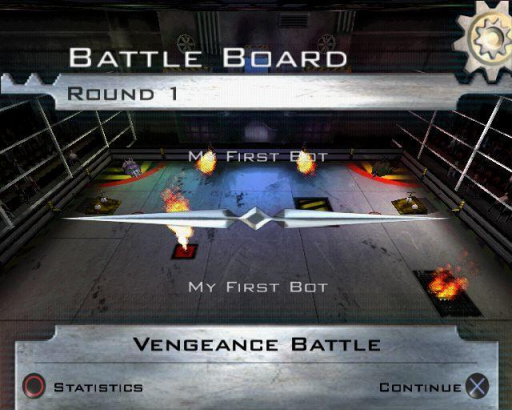 Battle Board
Round 1
My First Bot
My First Bot
Vengeance Battle
Statistics
Continue